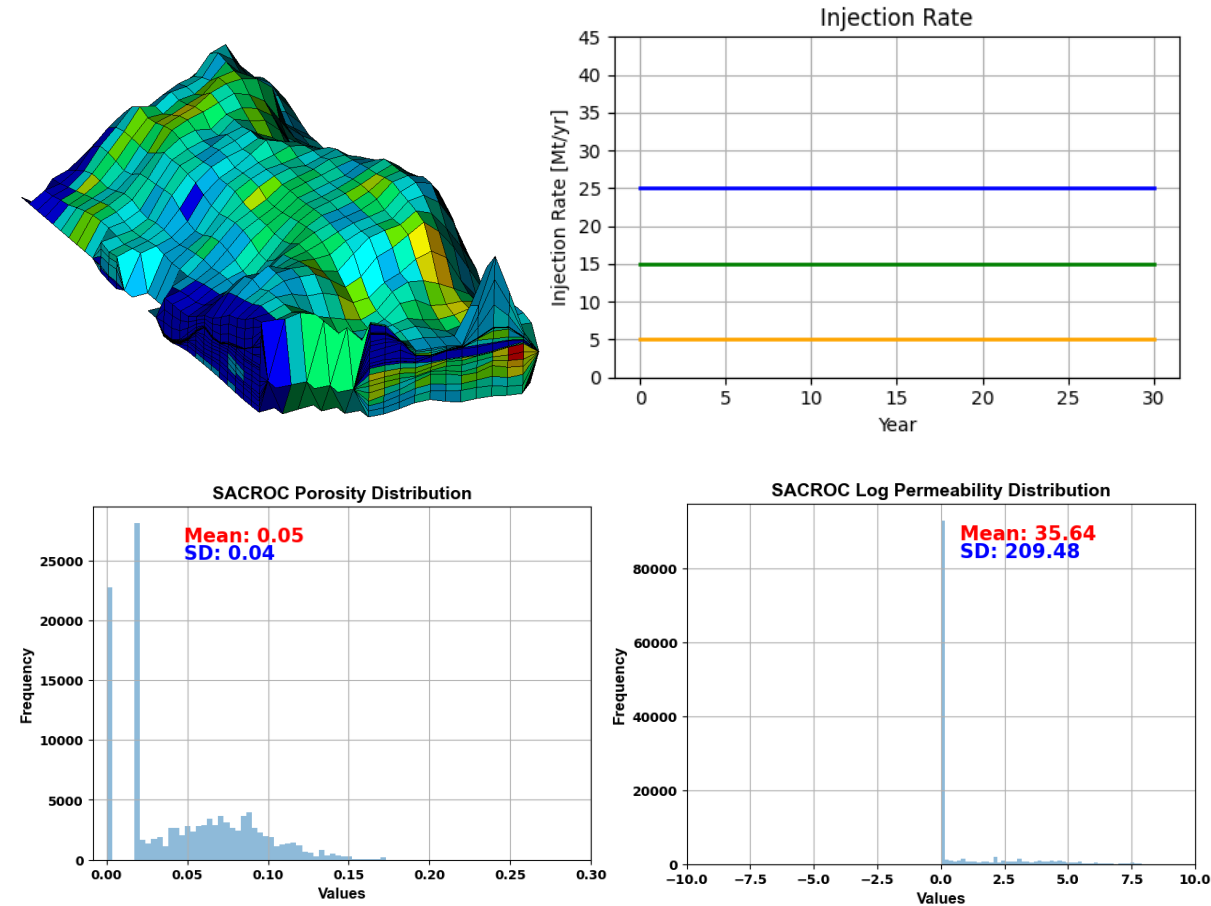 Injection Rate
45
40
35
30
25
20
15
10
5
0
Injection Rate [Mt/yr]
0 5 10 15 20 25 30
Year
SACROC Porosity Distribution
Mean: 0.05
SD: 0.04
25000
20000
15000
10000
5000
0
Frequency
0.00 0.05 0.10 0.15 0.20 0.25 0.30
Values
SACROC Log Permeability Distribution
Mean: 35.64
SD: 209.48
80000
60000
40000
20000
0
Frequency
−10.0 −7.5 −5.0 −2.5 0.0 2.5 5.0 7.5 10.0
Values